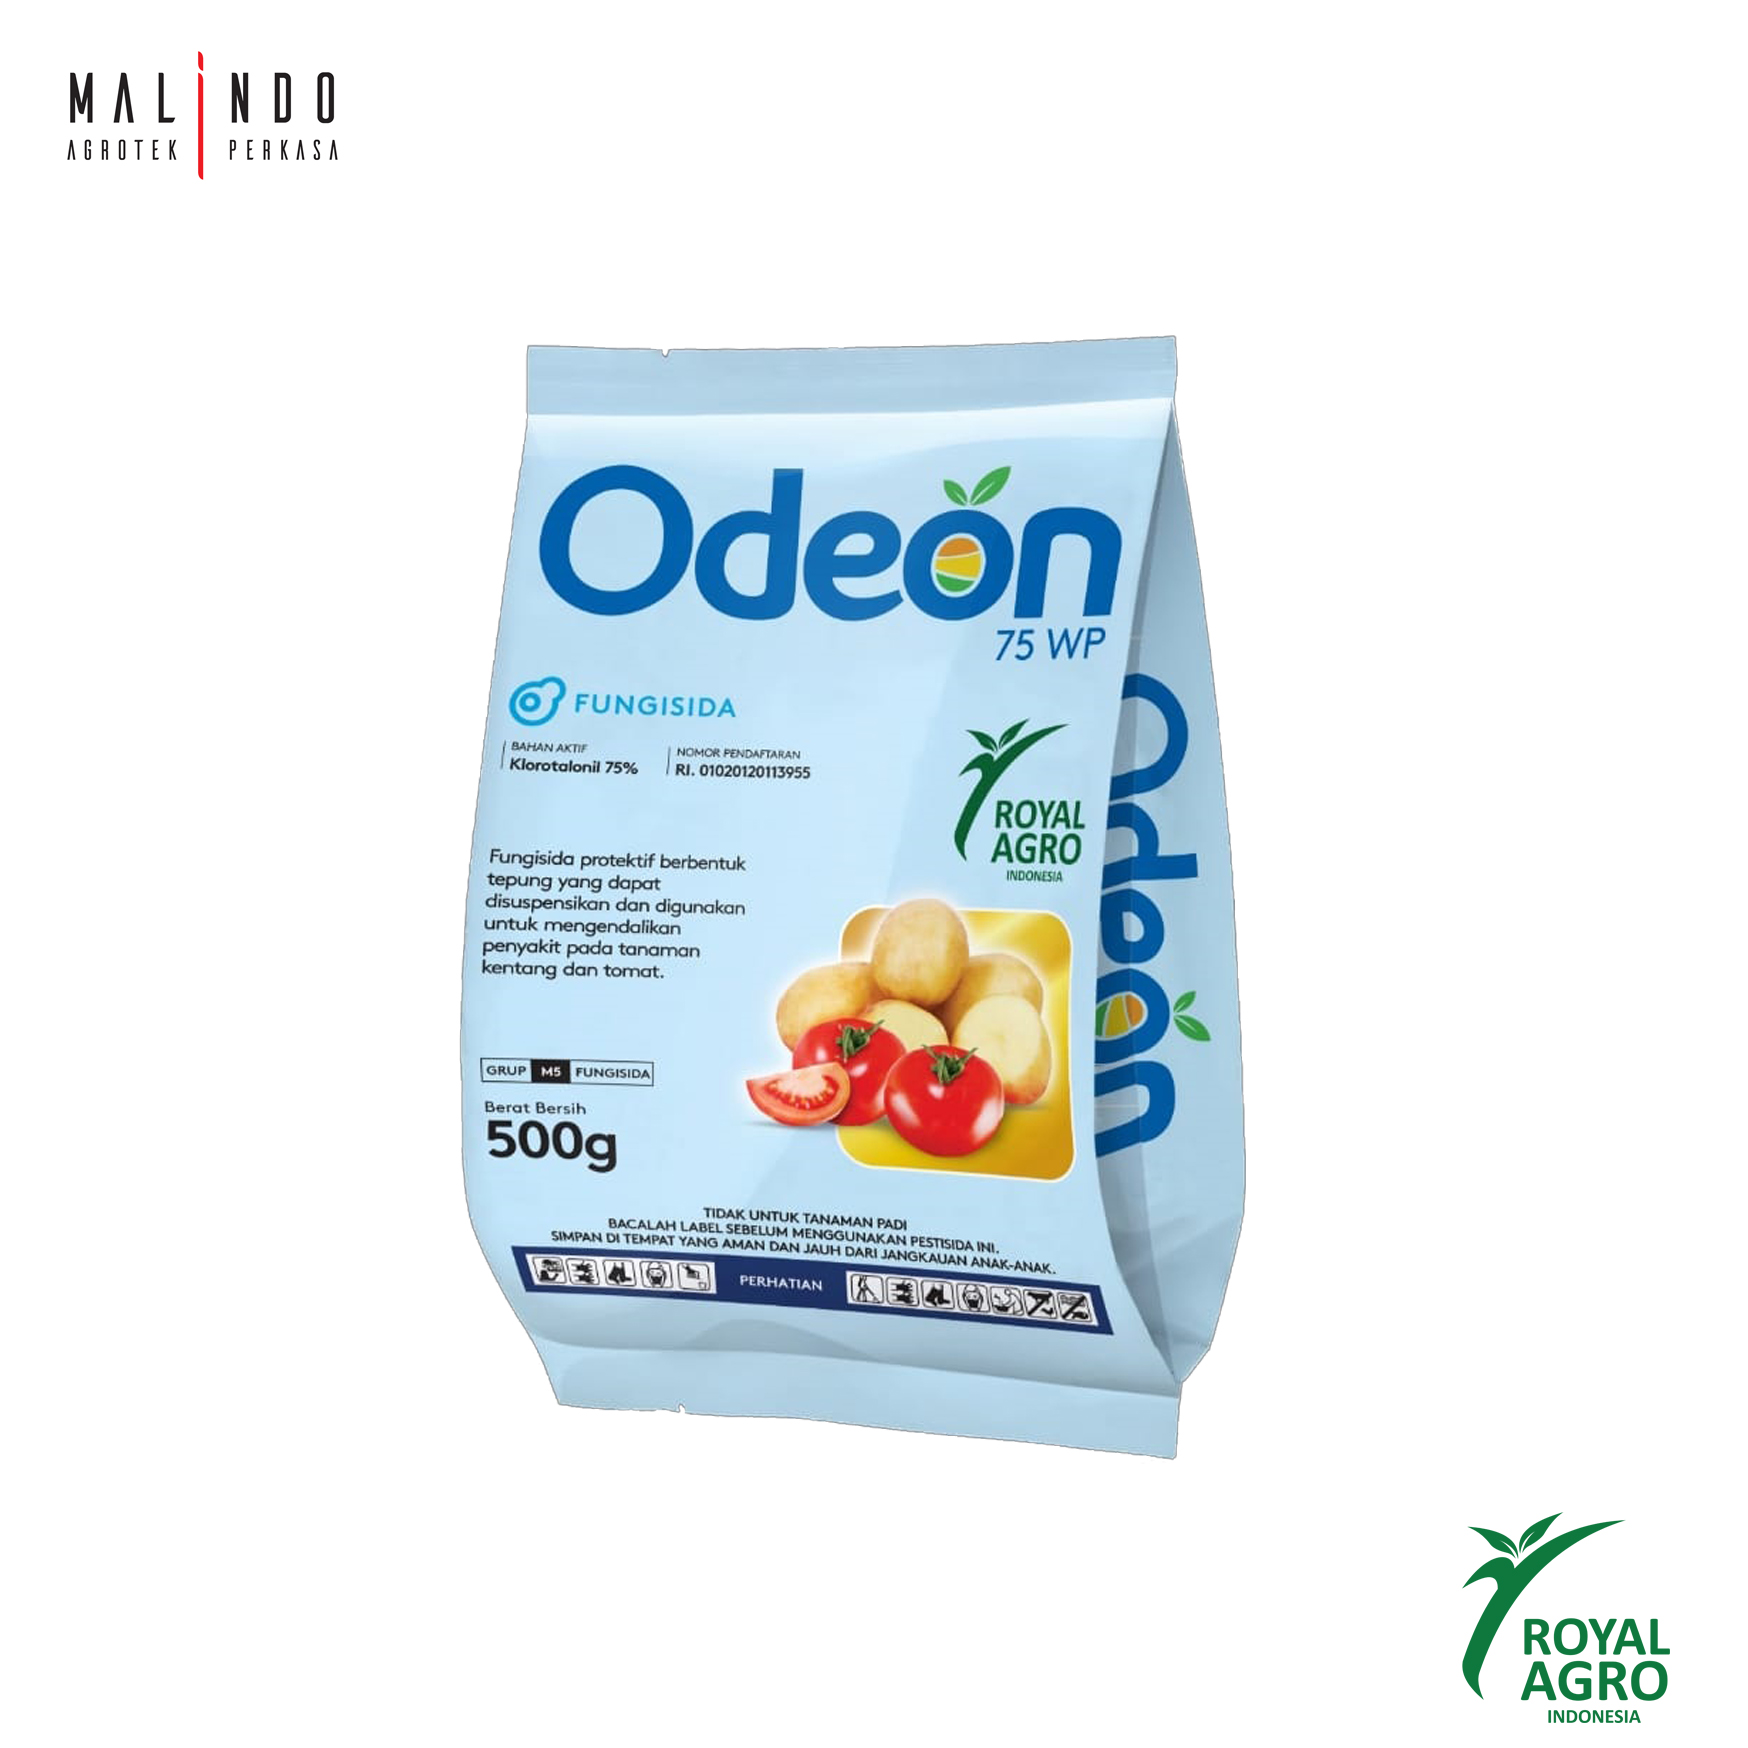 MALINDO
AGROTEK PERKASA
Odeon
75 WP
FUNGISIDA
BAHAN AKTIF
Klorotalonil 75%
NOMOR PENDAFTARAN
RI. 01020120113955
ROYAL
AGRO
INDONESIA
Fungisida protektif berbentuk
tepung yang dapat
disuspensikan dan digunakan
untuk mengendalikan
penyakit pada tanaman
kentang dan tomat.
GRUP M5 FUNGISIDA
Berat Bersih
500g
TIDAK UNTUK TANAMAN PADI
BACALAH LABEL SEBELUM MENGGUNAKAN PESTISIDA INI.
SIMPAN DI TEMPAT YANG AMAN DAN JAUH DARI JANGKAUAN ANAK-ANAK.
PERHATIAN
Odeon
ROYAL
AGRO
INDONESIA